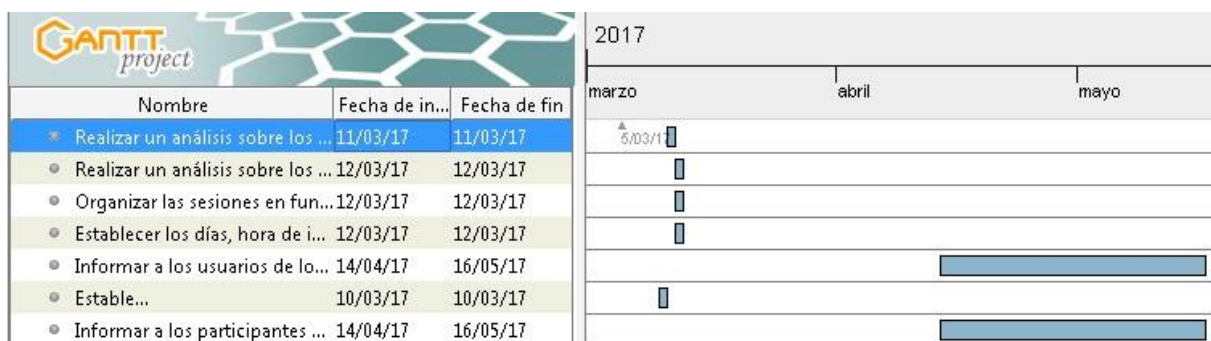 GANTT
project
2017
marzo abril mayo
Nombre Fecha de in... Fecha de fin
Realizar un análisis sobre los ... 11/03/17 11/03/17
5/03/17
Realizar un análisis sobre los ... 12/03/17 12/03/17
Organizar las sesiones en fun... 12/03/17 12/03/17
Establecer los días, hora de i... 12/03/17 12/03/17
Informar a los usuarios de lo... 14/04/17 16/05/17
Estable... 10/03/17 10/03/17
Informar a los participantes ... 14/04/17 16/05/17